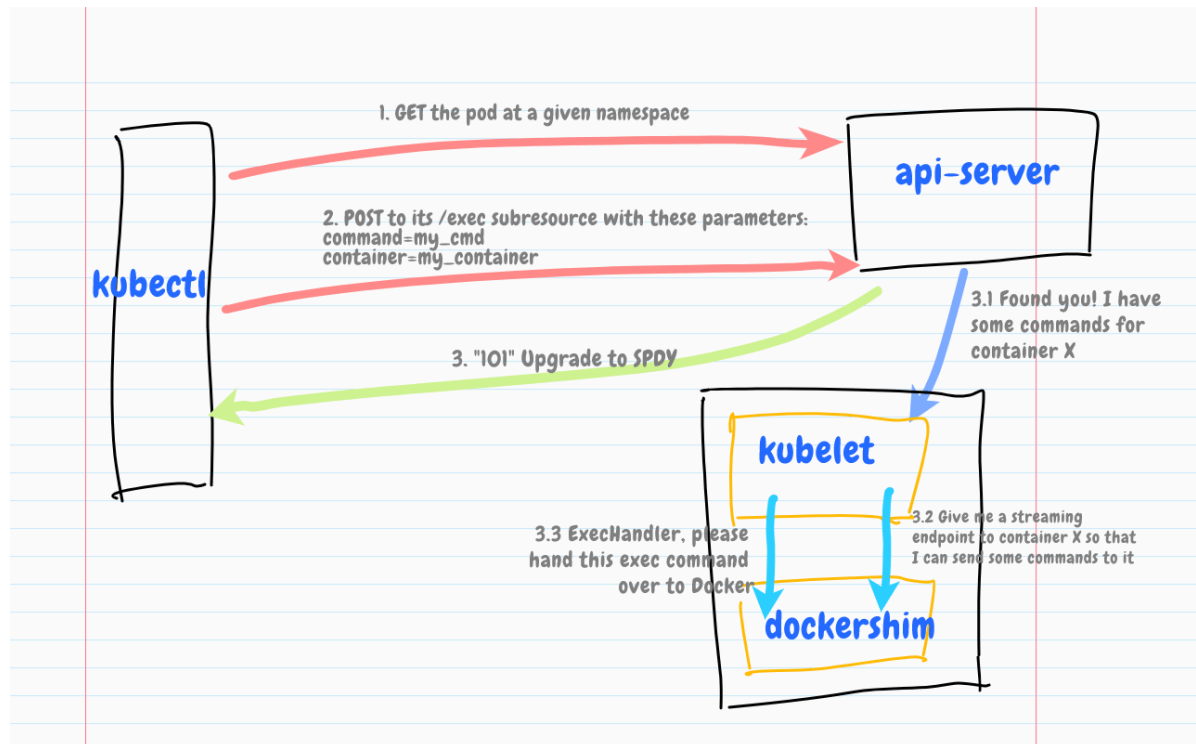 1. GET the pod at a given namespace
api-server
2. POST to its /exec subresource with these parameters:
command=my_cmd
container=my_container
kubectl
3.1 Found you! I have
some commands for
container X
3. "101" Upgrade to SPDY
kubelet
3.2 Give me a streaming
endpoint to container X so that
I can send some commands to it
3.3 ExecHandler, please
hand this exec command
over to Docker
dockershim